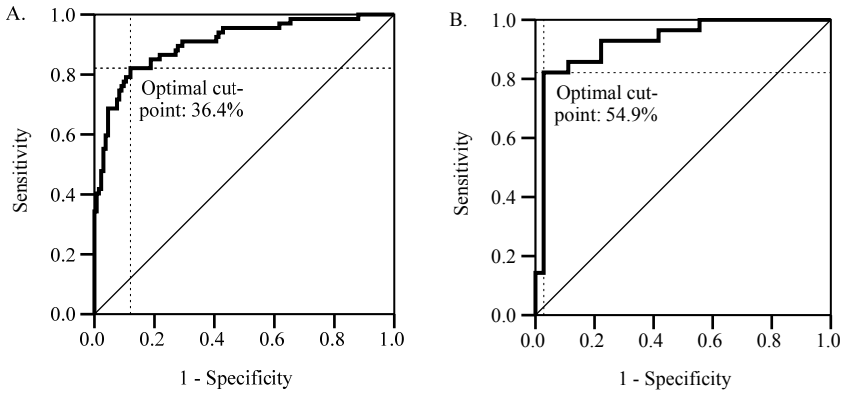 A.
1.0
0.8
0.6
0.4
0.2
0.0
Sensitivity
Optimal cut-
point: 36.4%
0.0 0.2 0.4 0.6 0.8 1.0
1 - Specificity
B.
1.0
0.8
0.6
0.4
0.2
0.0
Sensitivity
Optimal cut-
point: 54.9%
0.0 0.2 0.4 0.6 0.8 1.0
1 - Specificity